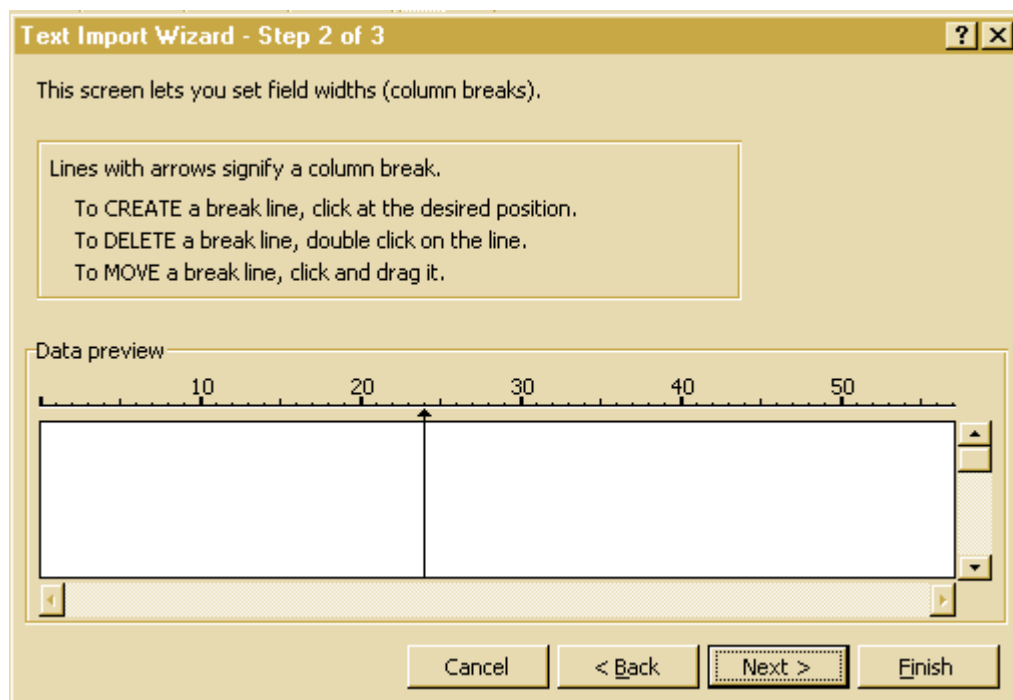 Text Import Wizard - Step 2 of 3
This screen lets you set field widths (column breaks).
Lines with arrows signify a column break.
To CREATE a break line, click at the desired position.
To DELETE a break line, double click on the line.
To MOVE a break line, click and drag it.
Data preview
10 20 30 40 50
Cancel < Back Next > Finish